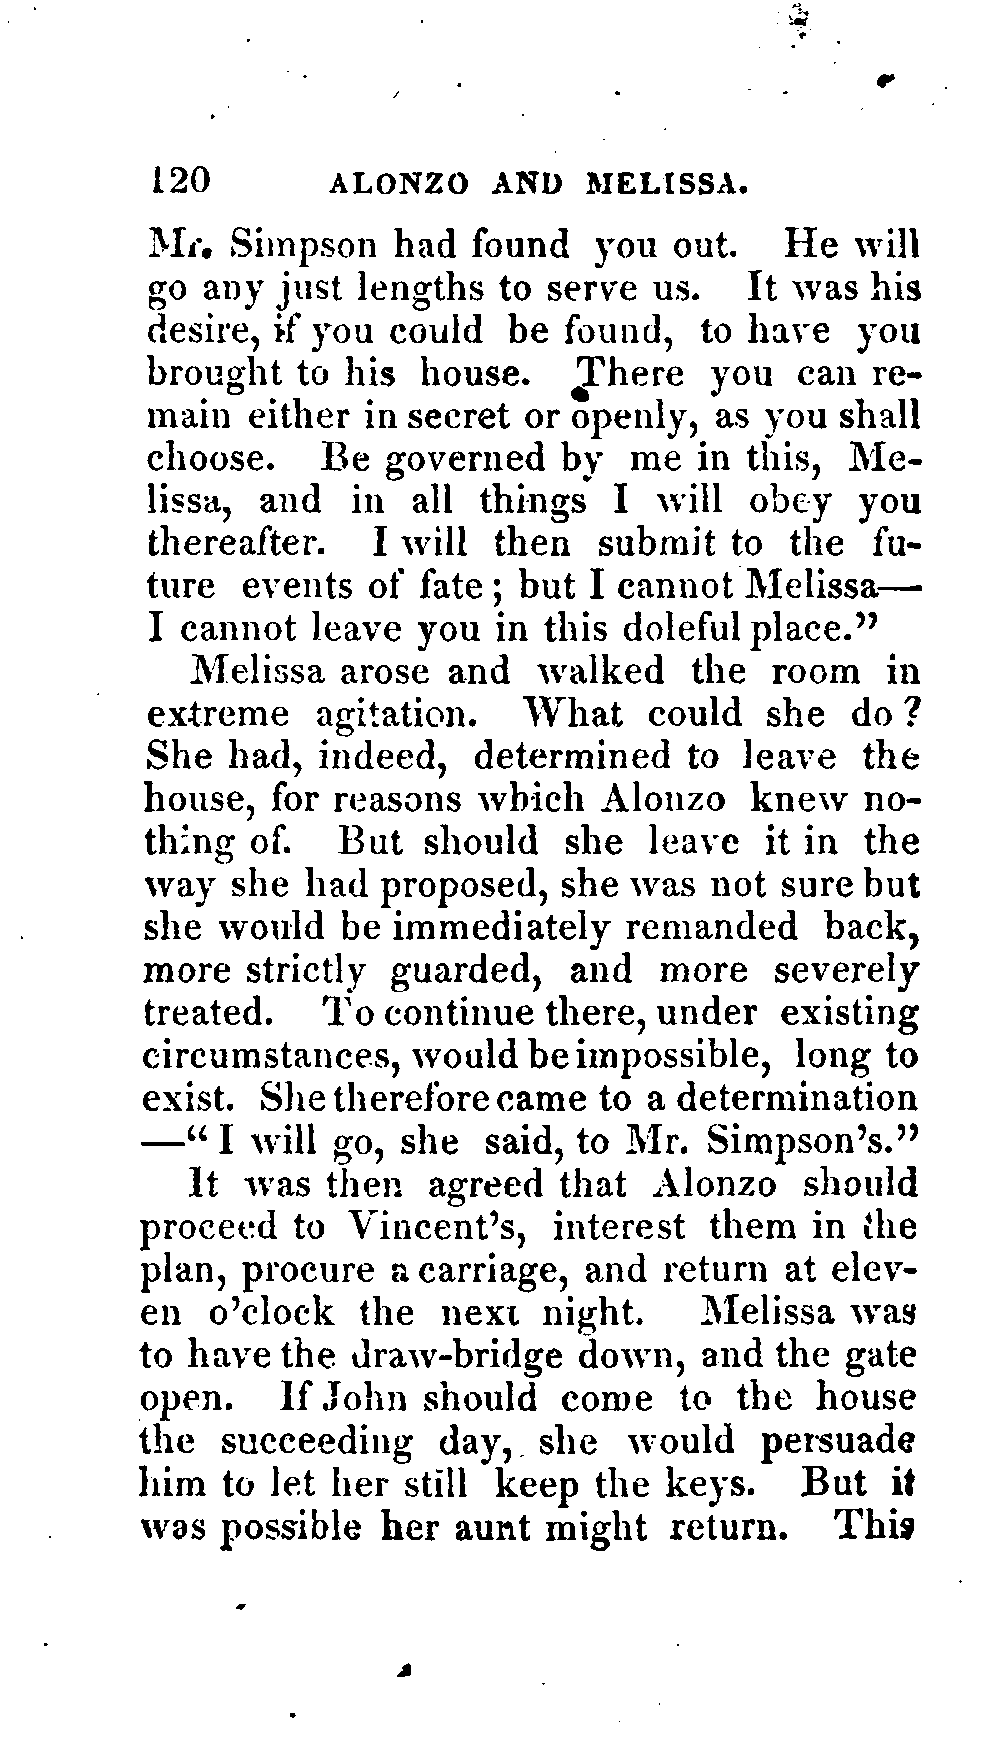 120 ALONZO AND MELISSA.
Mr. Simpson had found you out. He will
go any just lengths to serve us. It was his
desire, if you could be found, to have you
brought to his house. There you can re-
main either in secret or openly, as you shall
choose. Be governed by me in this, Me-
lissa, and in all things I will obey you
thereafter. I will then submit to the fu-
ture events of fate; but I cannot Melissa—
I cannot leave you in this doleful place."
Melissa arose and walked the room in
extreme agitation. What could she do?
She had, indeed, determined to leave the
house, for reasons which Alonzo knew no-
thing of. But should she leave it in the
way she had proposed, she was not sure but
she would be immediately remanded back,
more strictly guarded, and more severely
treated. To continue there, under existing
circumstances, would be impossible, long to
exist. She therefore came to a determination
—"I will go, she said, to Mr. Simpson's."
It was then agreed that Alonzo should
proceed to Vincent's, interest them in the
plan, procure a carriage, and return at elev-
en o'clock the next night. Melissa was
to have the draw-bridge down, and the gate
open. If John should come to the house
the succeeding day, she would persuade
him to let her still keep the keys. But it
was possible her aunt might return. This